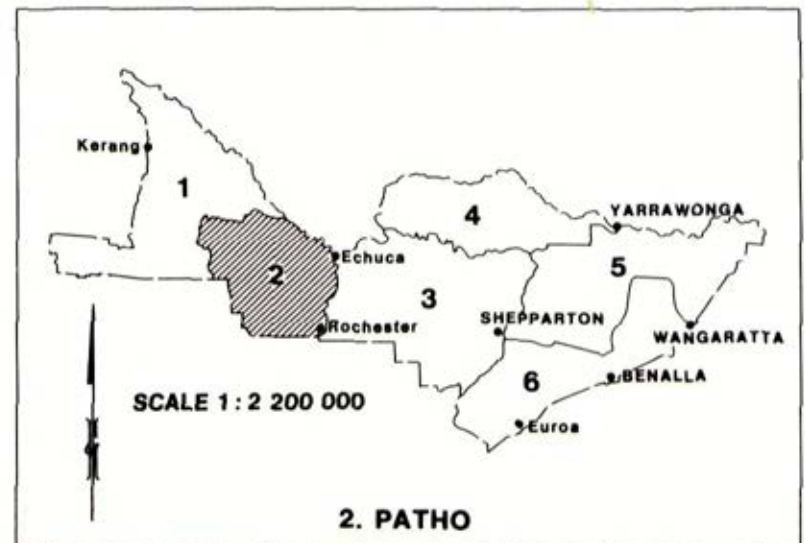 Kerang
1
4
YARRAWONGA
2
Echuca
5
3
SHEPPARTON
Rochester
WANGARATTA
6
BENALLA
SCALE 1 : 2 200 000
Euroa
2. PATHO